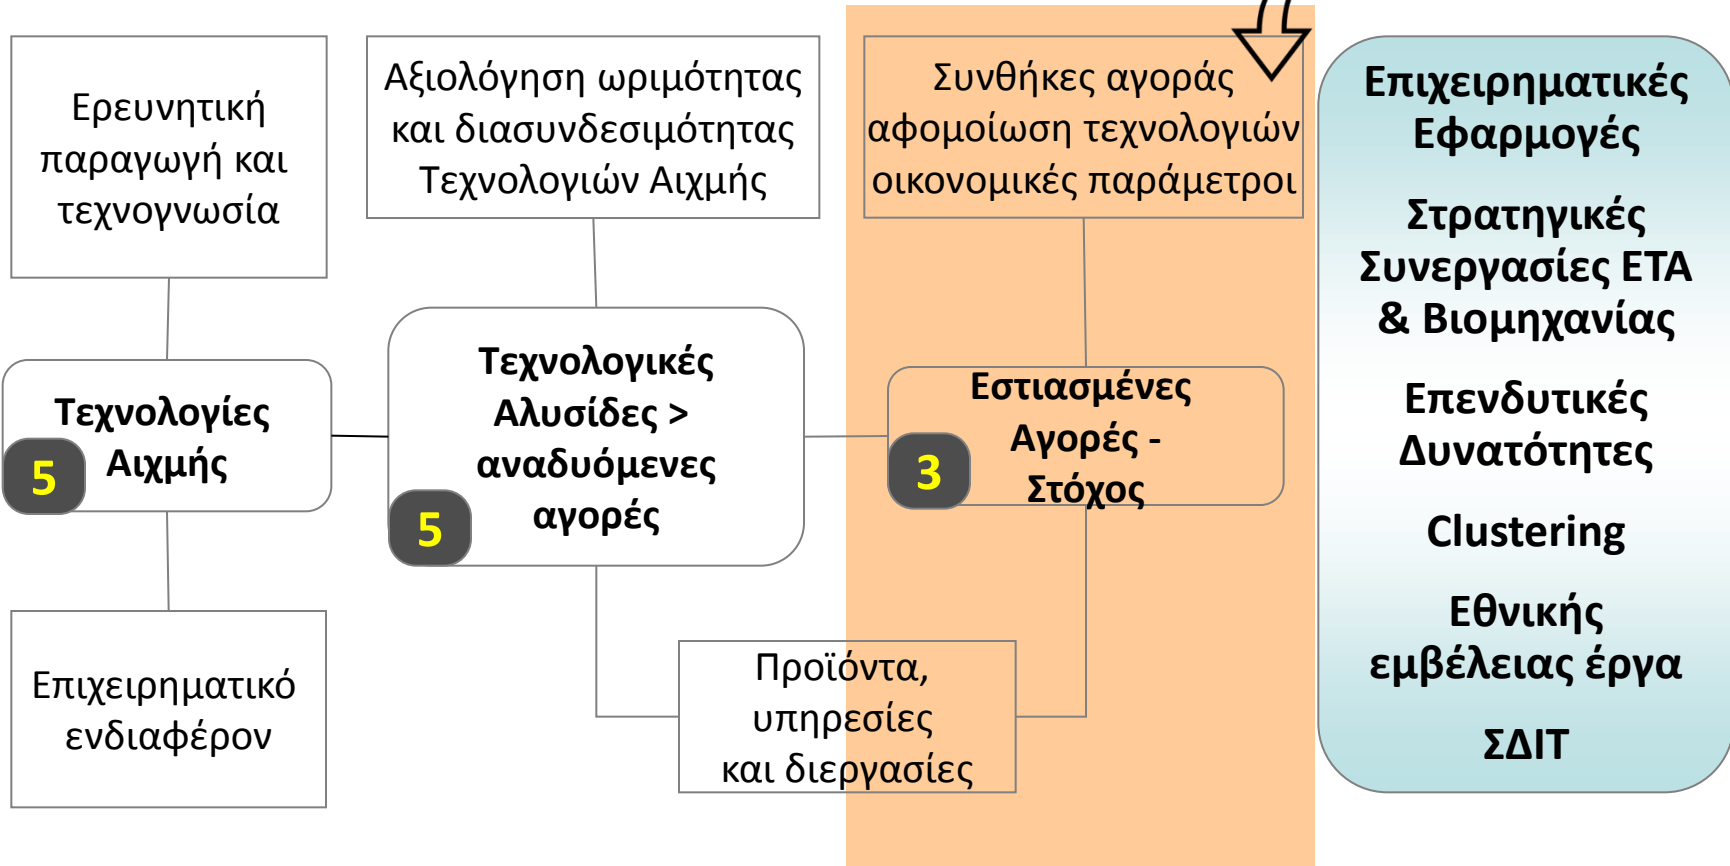 Ερευνητική
παραγωγή και
τεχνογνωσία
Αξιολόγηση ωριμότητας
και διασυνδεσιμότητας
Τεχνολογιών Αιχμής
Συνθήκες αγοράς
αφομοίωση τεχνολογιών
οικονομικές παράμετροι
Τεχνολογίες
Αιχμής
5
Τεχνολογικές
Αλυσίδες >
αναδυόμενες
αγορές
5
Εστιασμένες
Αγορές -
Στόχος
3
Επιχειρηματικό
ενδιαφέρον
Προϊόντα,
υπηρεσίες
και διεργασίες
Επιχειρηματικές
Εφαρμογές
Στρατηγικές
Συνεργασίες ΕΤΑ
& Βιομηχανίας
Επενδυτικές
Δυνατότητες
Clustering
Εθνικής
εμβέλειας έργα
ΣΔΙΤ